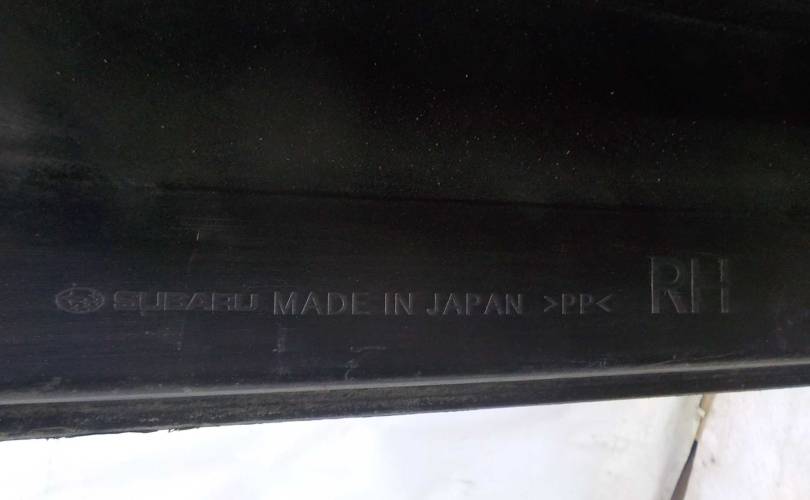 SUBARU MADE IN JAPAN >PP< RH